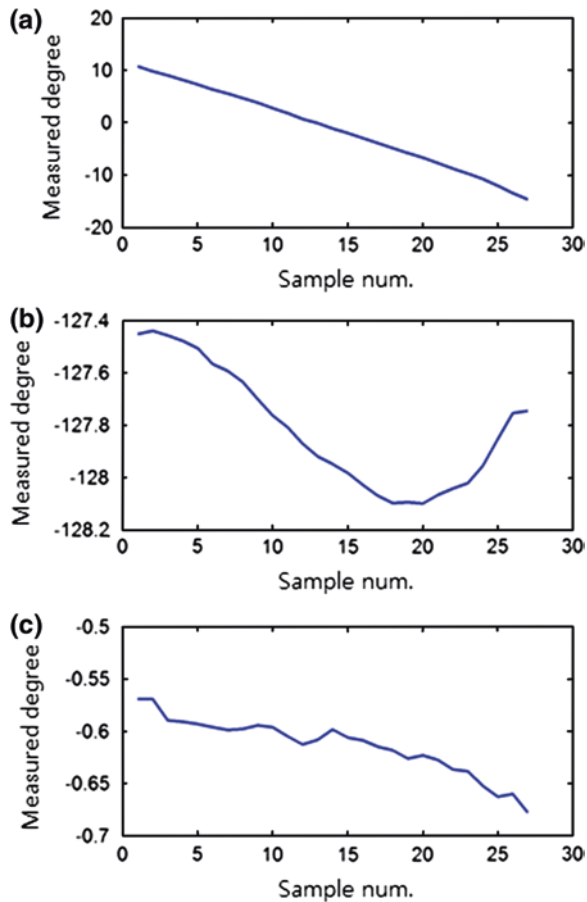 (a)
Measured degree
20
10
0
-10
-20
0 5 10 15 20 25 30
Sample num.
(b)
Measured degree
-127.4
-127.6
-127.8
-128
-128.2
0 5 10 15 20 25 30
Sample num.
(c)
Measured degree
-0.5
-0.55
-0.6
-0.65
-0.7
0 5 10 15 20 25 30
Sample num.